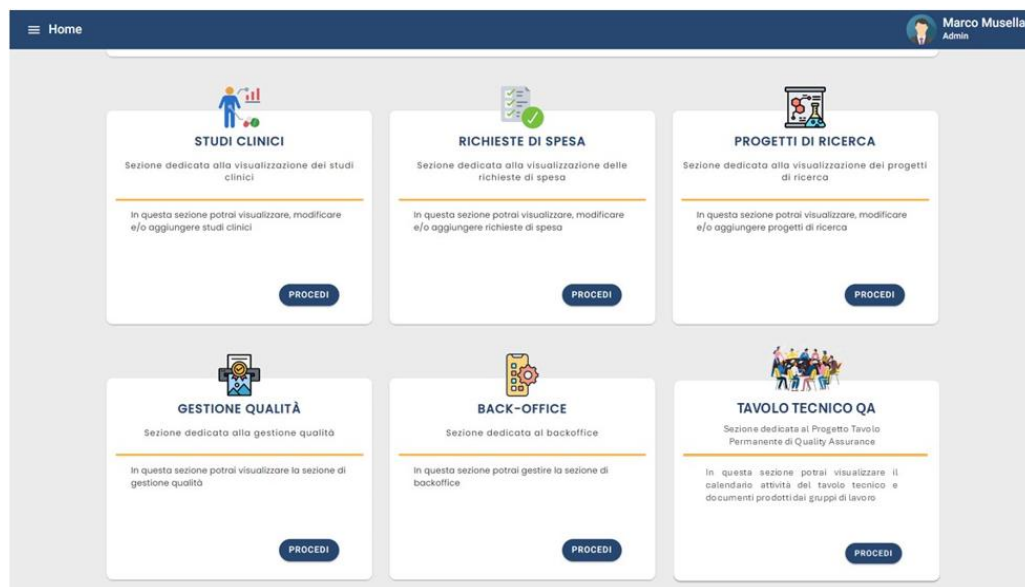 Home
Marco Musella
Admin
STUDI CLINICI
Sezione dedicata alla visualizzazione dei studi
clinici
In questa sezione potrai visualizzare, modificare
e/o aggiungere studi clinici
PROCEDI
RICHIESTE DI SPESA
Sezione dedicata alla visualizzazione delle
richieste di spesa
In questa sezione potrai visualizzare, modificare
e/o aggiungere richieste di spesa
PROCEDI
PROGETTI DI RICERCA
Sezione dedicata alla visualizzazione dei progetti
di ricerca
In questa sezione potrai visualizzare, modificare
e/o aggiungere progetti di ricerca
PROCEDI
GESTIONE QUALITÀ
Sezione dedicata alla gestione qualità
In questa sezione potrai visualizzare la sezione di
gestione qualità
PROCEDI
BACK-OFFICE
Sezione dedicata al backoffice
In questa sezione potrai gestire la sezione di
backoffice
PROCEDI
TAVOLO TECNICO QA
Sezione dedicata al Progetto Tavolo
Permanente di Quality Assurance
In questa sezione potrai visualizzare il
calendario attività del tavolo tecnico e
documenti prodotti dai gruppi di lavoro
PROCEDI